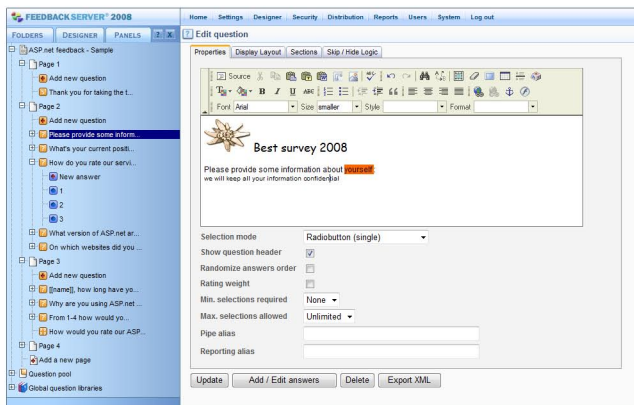 FEEDBACKSERVER® 2008
Home Settings Designer Security Distribution Reports Users System Log out
FOLDERS DESIGNER PANELS ? X
? Edit question
ASP.net feedback - Sample
Page 1
Add new question
Thank you for taking the t...
Page 2
Add new question
Please provide some inform...
What's your current positi...
How do you rate our servi...
New answer
1
2
3
What version of ASP.net ar...
On which websites did you ...
Page 3
Add new question
[[name]], how long have yo...
Why are you using ASP.net ...
From 1-4 how would yo...
How would you rate our ASP...
Page 4
Add a new page
Question pool
Global question libraries
Properties Display Layout Sections Skip / Hide Logic
Source
B I U ABC
Font Arial Size smaller Style Format
Best survey 2008
Please provide some information about yourself
we will keep all your information confidential
Selection mode Radiobutton (single)
Show question header
Randomize answers order
Rating weight
Min. selections required None
Max. selections allowed Unlimited
Pipe alias
Reporting alias
Update Add / Edit answers Delete Export XML